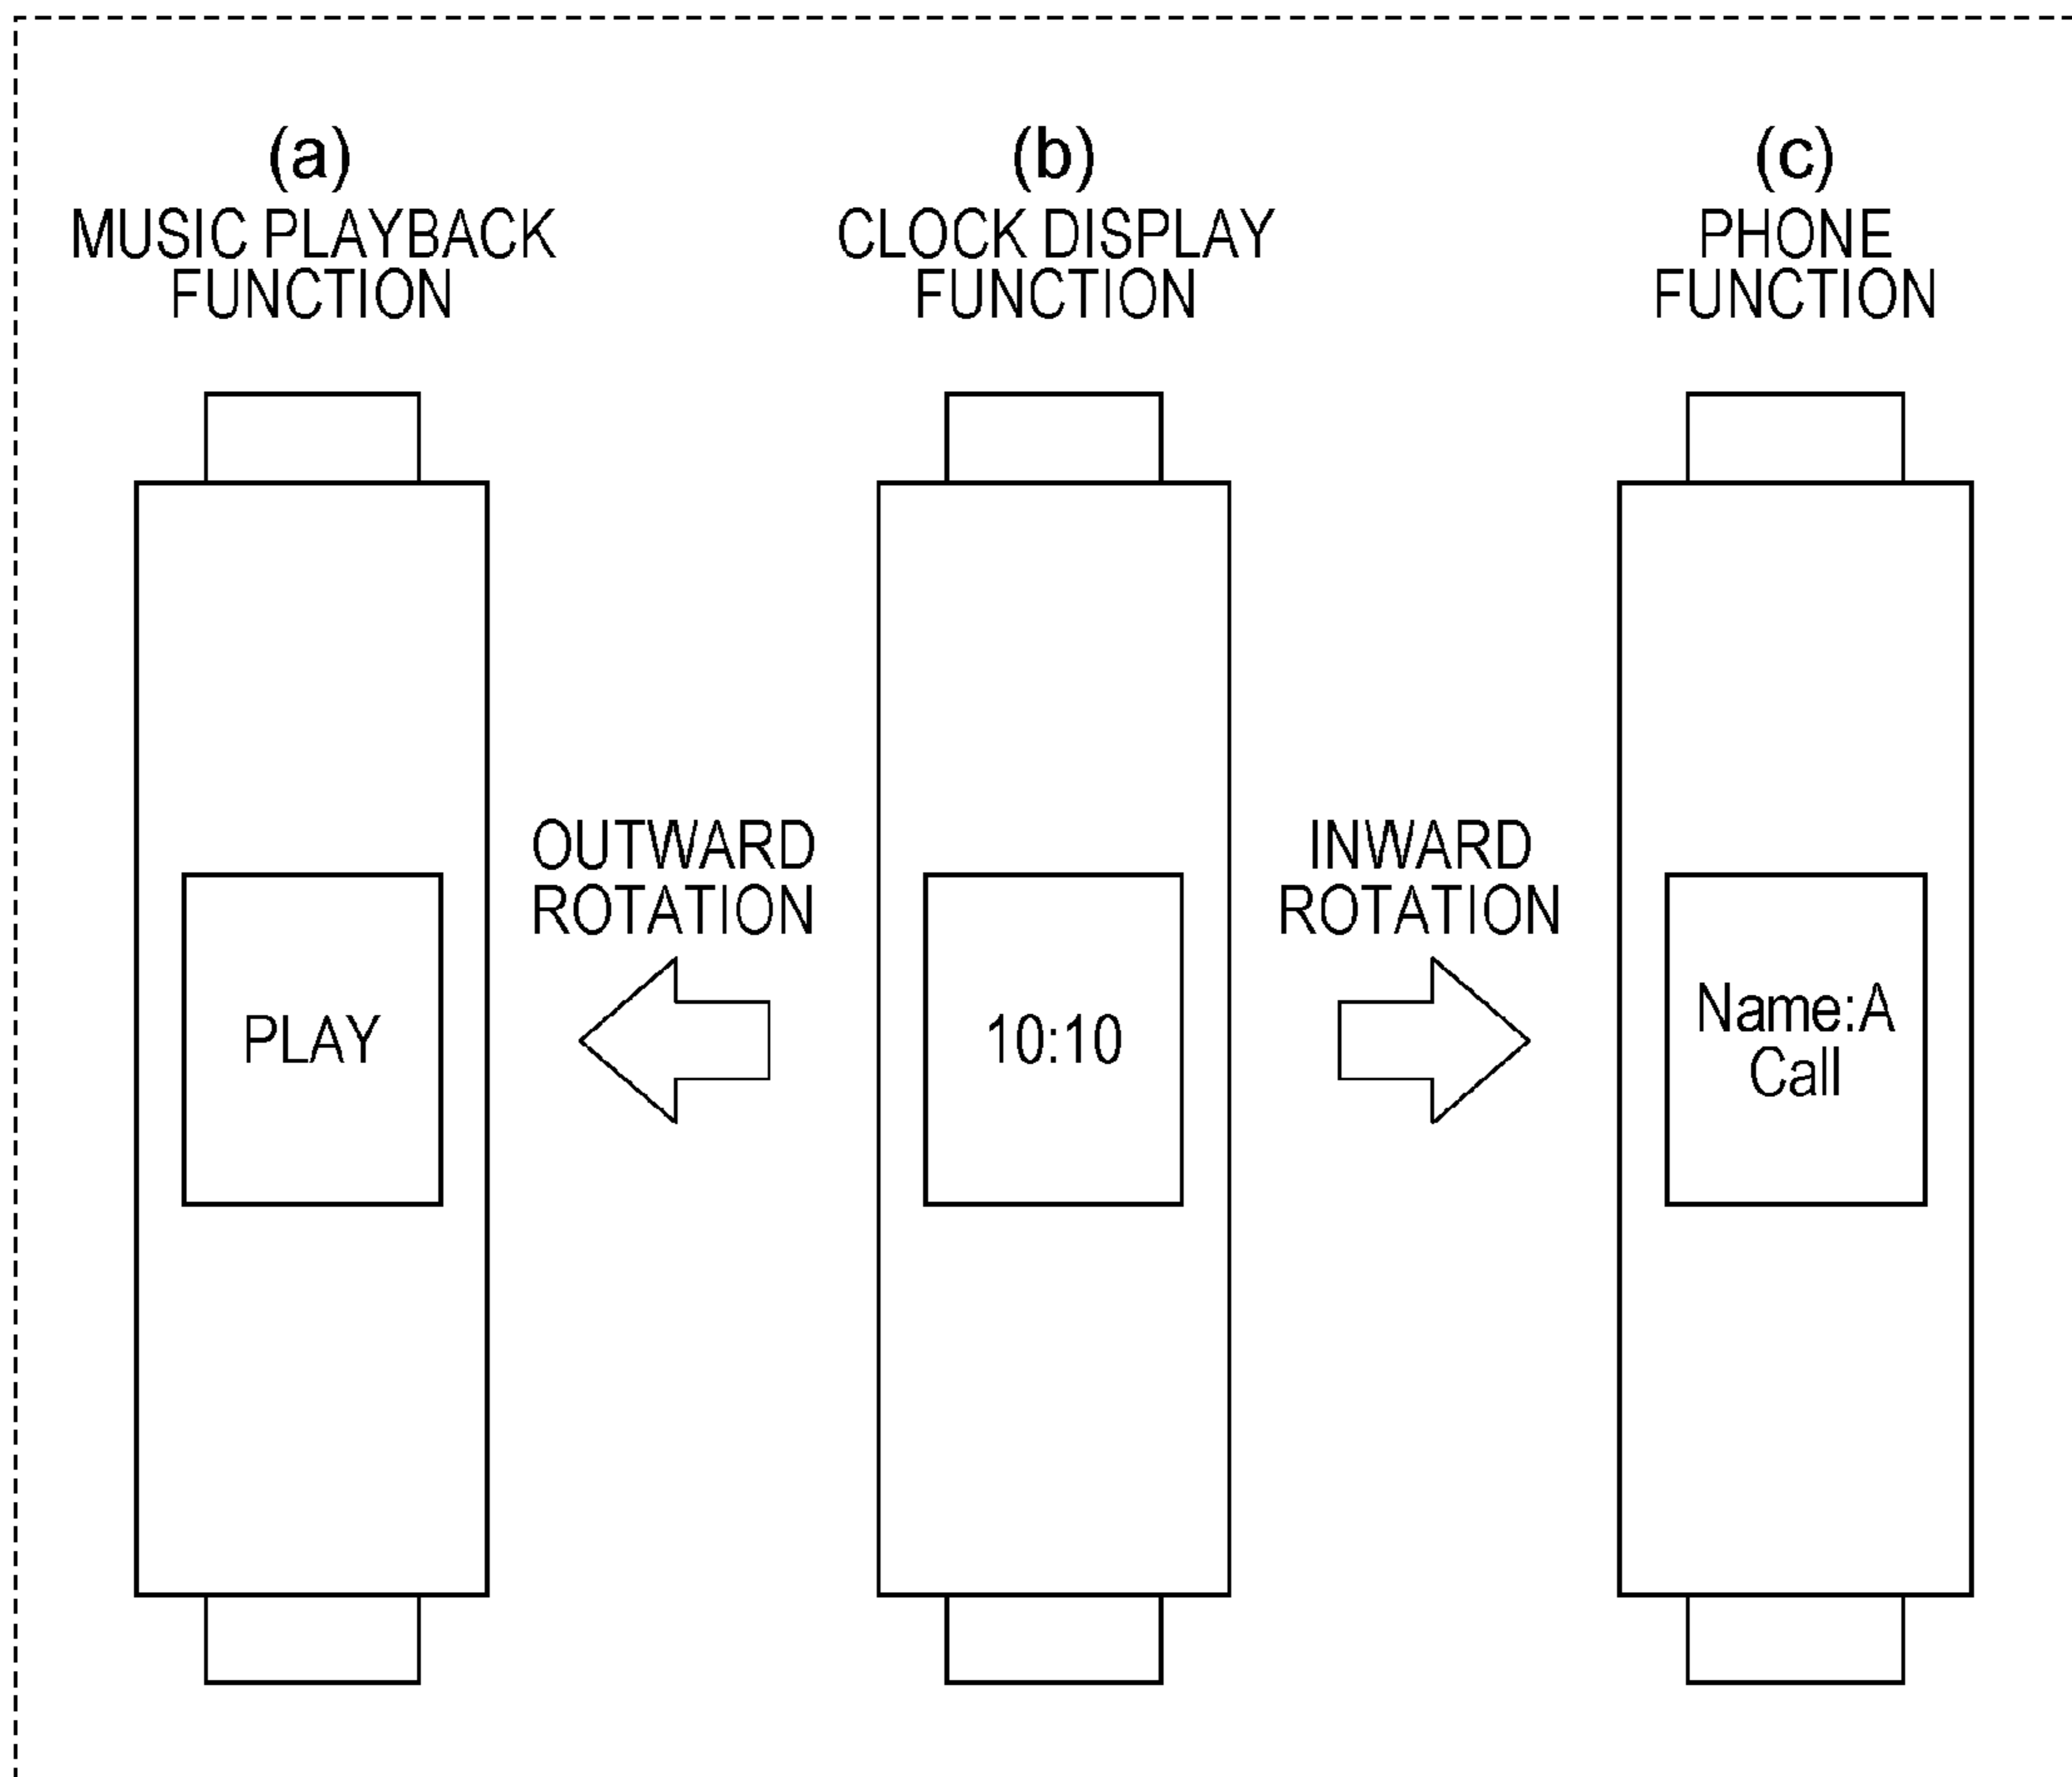 (a)
MUSIC PLAYBACK
FUNCTION
(b)
CLOCK DISPLAY
FUNCTION
(c)
PHONE
FUNCTION
OUTWARD
ROTATION
INWARD
ROTATION
PLAY
10:10
Name:A
Call